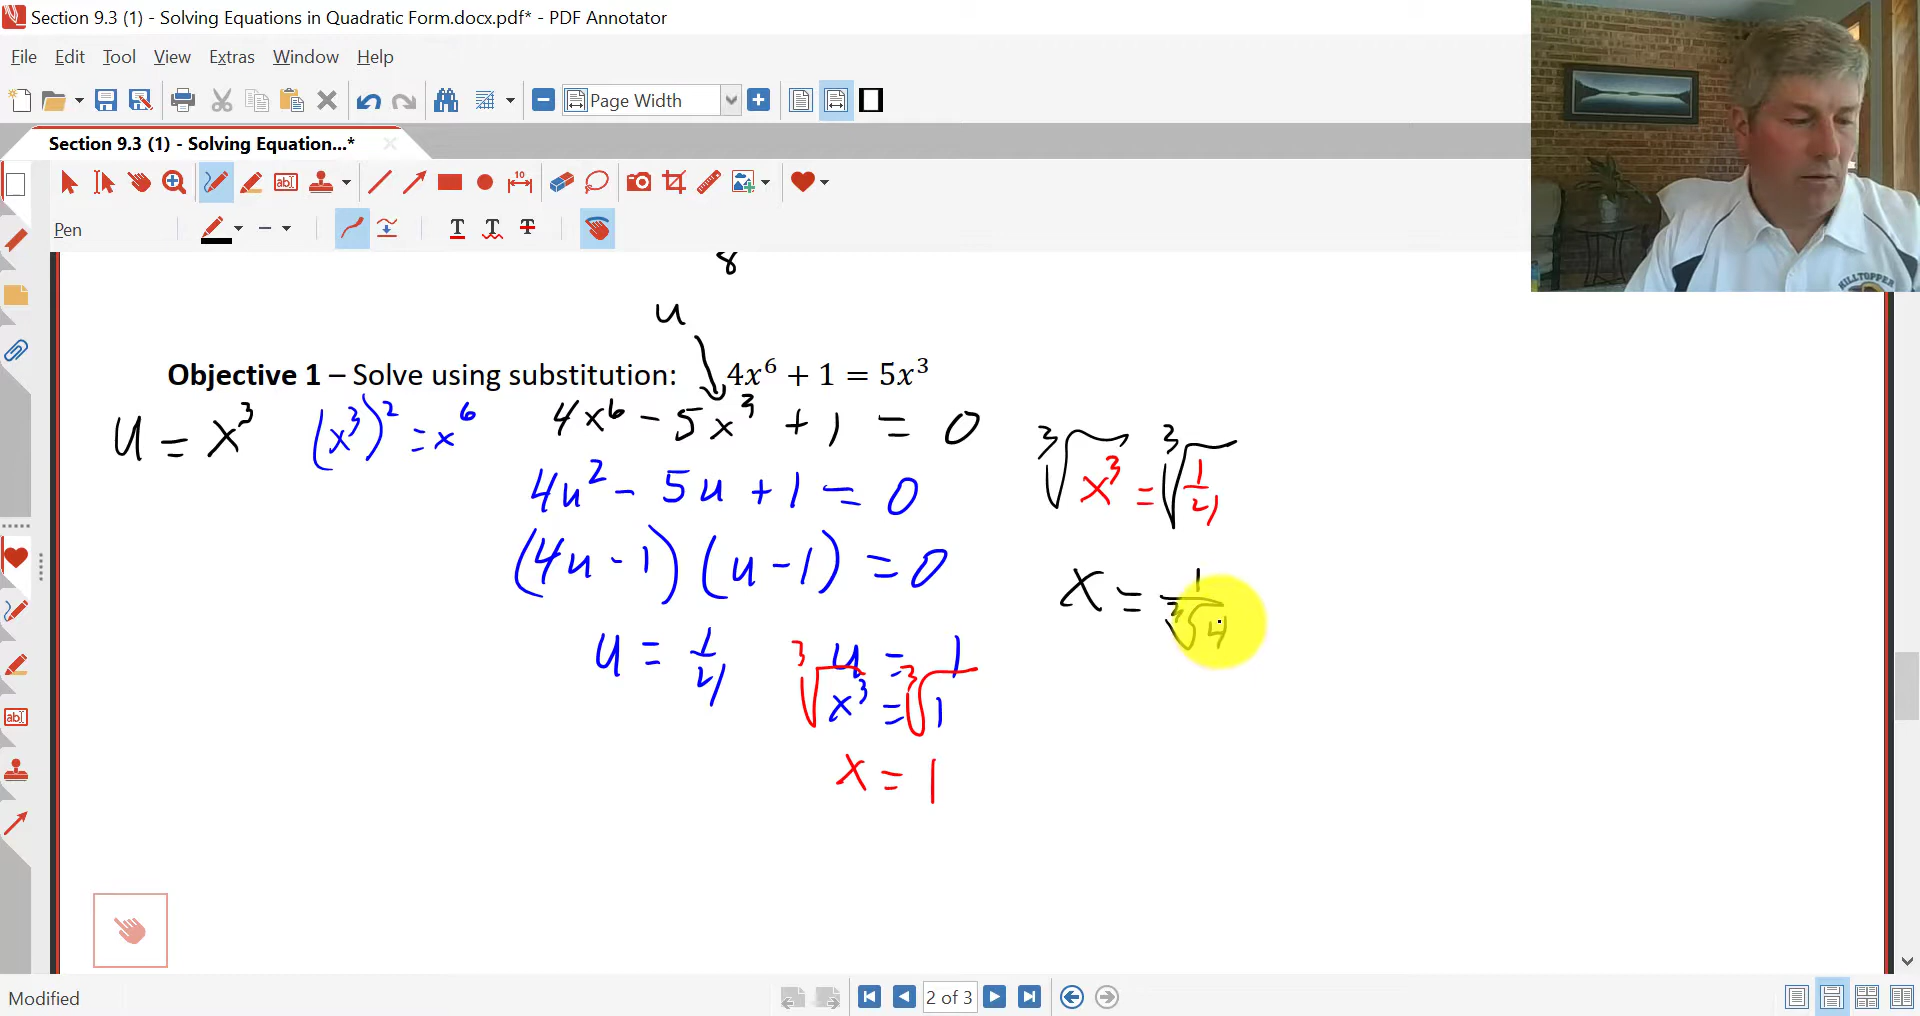 Section 9.3 (1) - Solving Equations in Quadratic Form.docx.pdf* - PDF Annotator
File Edit Tool View Extras Window Help
Page Width
Section 9.3 (1) - Solving Equation...*
Pen
8
u
Objective 1 – Solve using substitution: 4x⁶ + 1 = 5x³
u = x³ (x³)² = x⁶ 4x⁶ - 5x³ + 1 = 0
4u² - 5u + 1 = 0
∛x³ = ∛1/4
(4u - 1)(u - 1) = 0
x = 1/∛4
u = 1/4 u = 1
∛x³ = ∛1
x = 1
HILLTOPPER
Modified
2 of 3